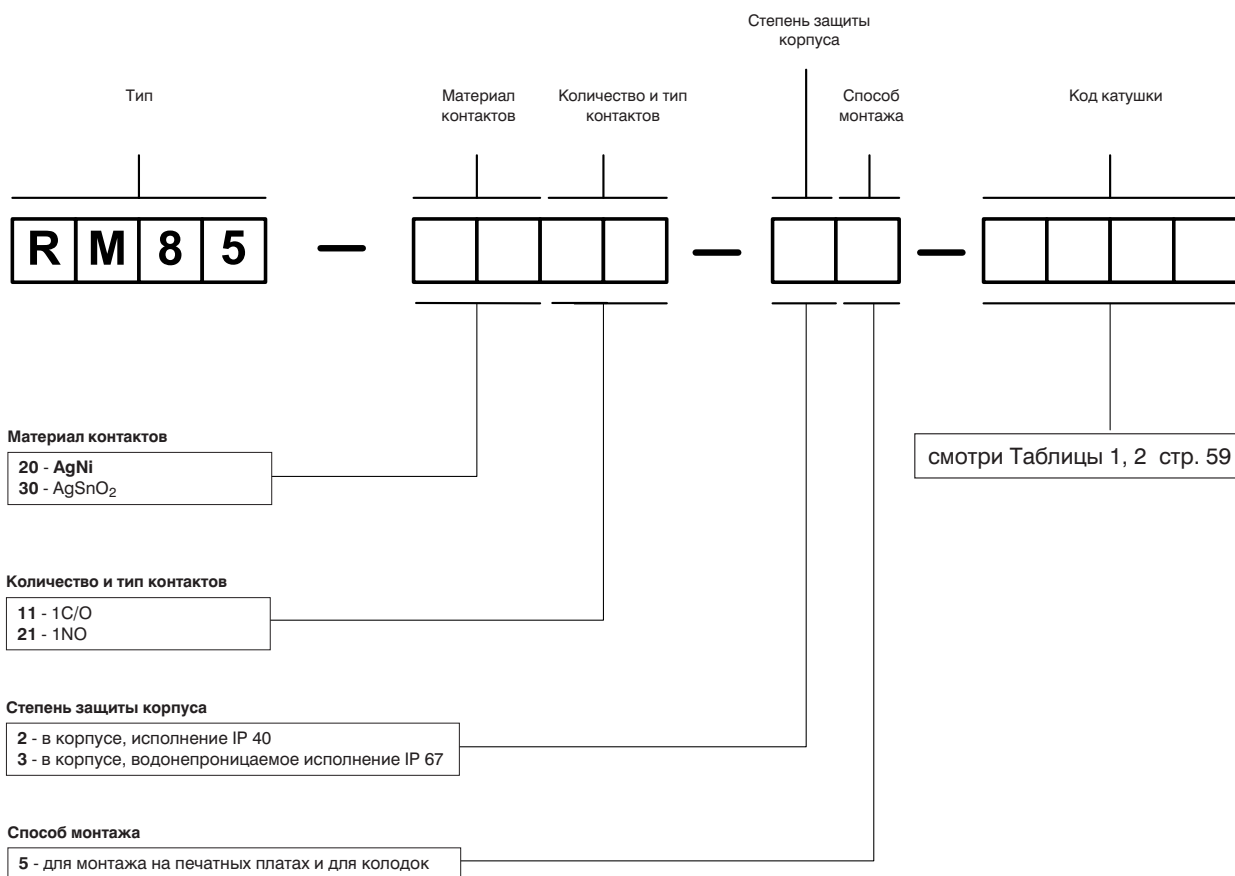 Степень защиты
корпуса
Тип
Материал
контактов
Количество и тип
контактов
Способ
монтажа
Код катушки
RM85 — — —
Материал контактов
20 - AgNi
30 - AgSnO2
смотри Таблицы 1, 2 стр. 59
Количество и тип контактов
11 - 1C/O
21 - 1NO
Степень защиты корпуса
2 - в корпусе, исполнение IP 40
3 - в корпусе, водонепроницаемое исполнение IP 67
Способ монтажа
5 - для монтажа на печатных платах и для колодок